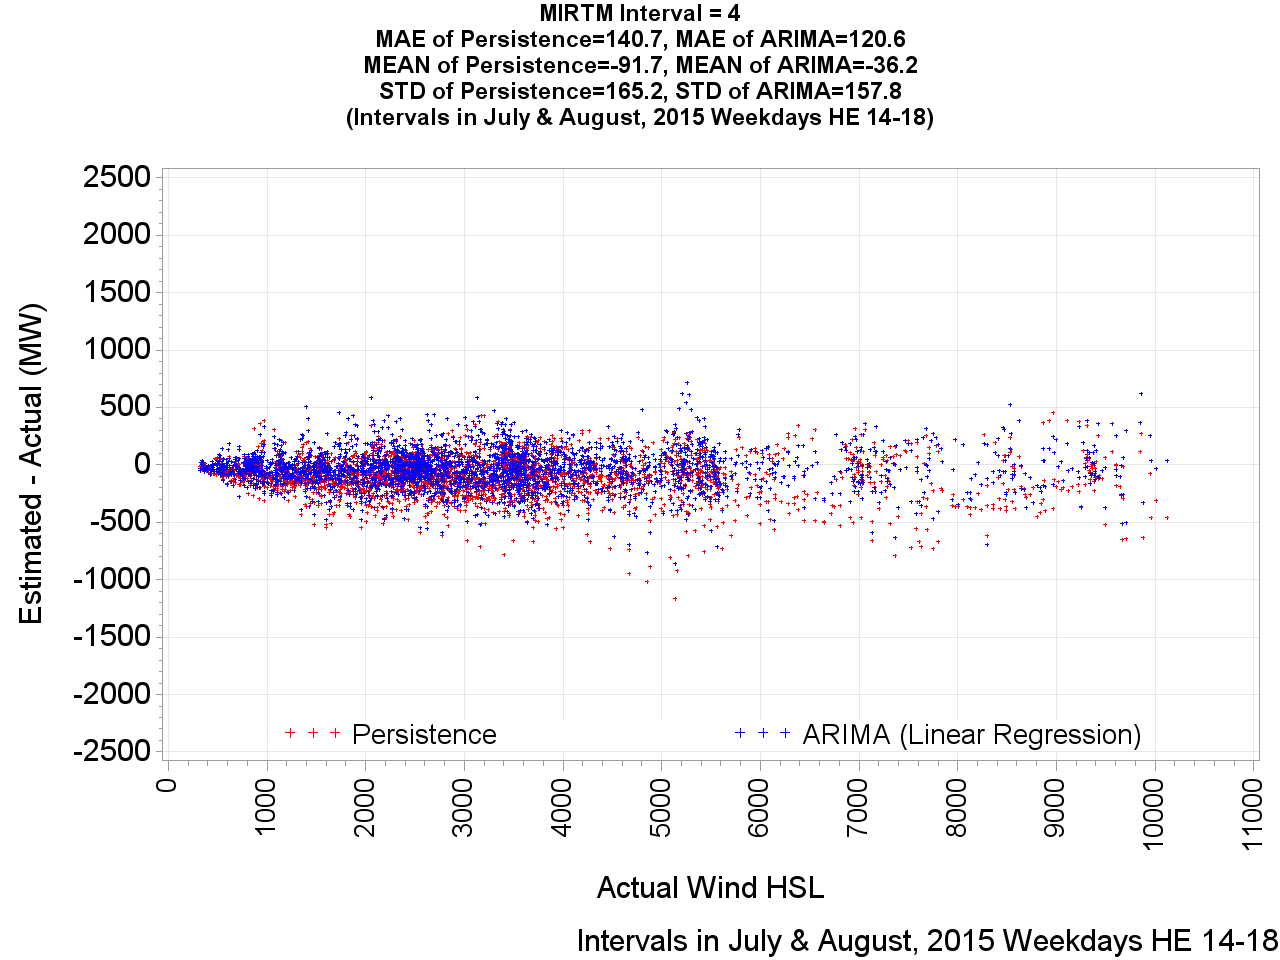 MIRTM Interval = 4
MAE of Persistence=140.7, MAE of ARIMA=120.6
MEAN of Persistence=-91.7, MEAN of ARIMA=-36.2
STD of Persistence=165.2, STD of ARIMA=157.8
(Intervals in July & August, 2015 Weekdays HE 14-18)
Estimated - Actual (MW)
2500
2000
1500
1000
500
0
-500
-1000
-1500
-2000
-2500
Persistence
ARIMA (Linear Regression)
0
1000
2000
3000
4000
5000
6000
7000
8000
9000
10000
11000
Actual Wind HSL
Intervals in July & August, 2015 Weekdays HE 14-18